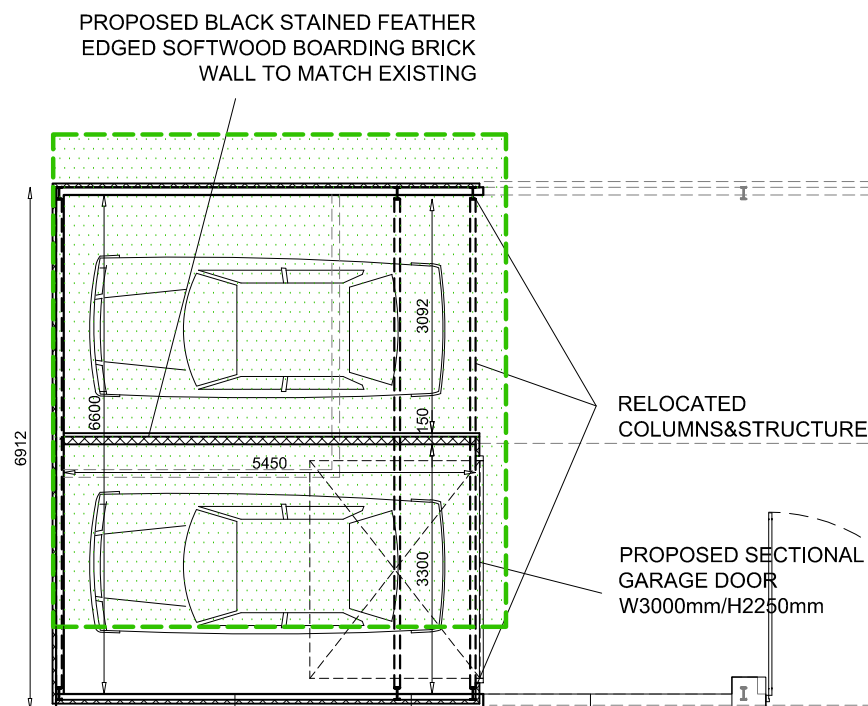 PROPOSED BLACK STAINED FEATHER
EDGED SOFTWOOD BOARDING BRICK
WALL TO MATCH EXISTING
3092
6600
150
6912
5450
3300
RELOCATED
COLUMNS&STRUCTURE
PROPOSED SECTIONAL
GARAGE DOOR
W3000mm/H2250mm